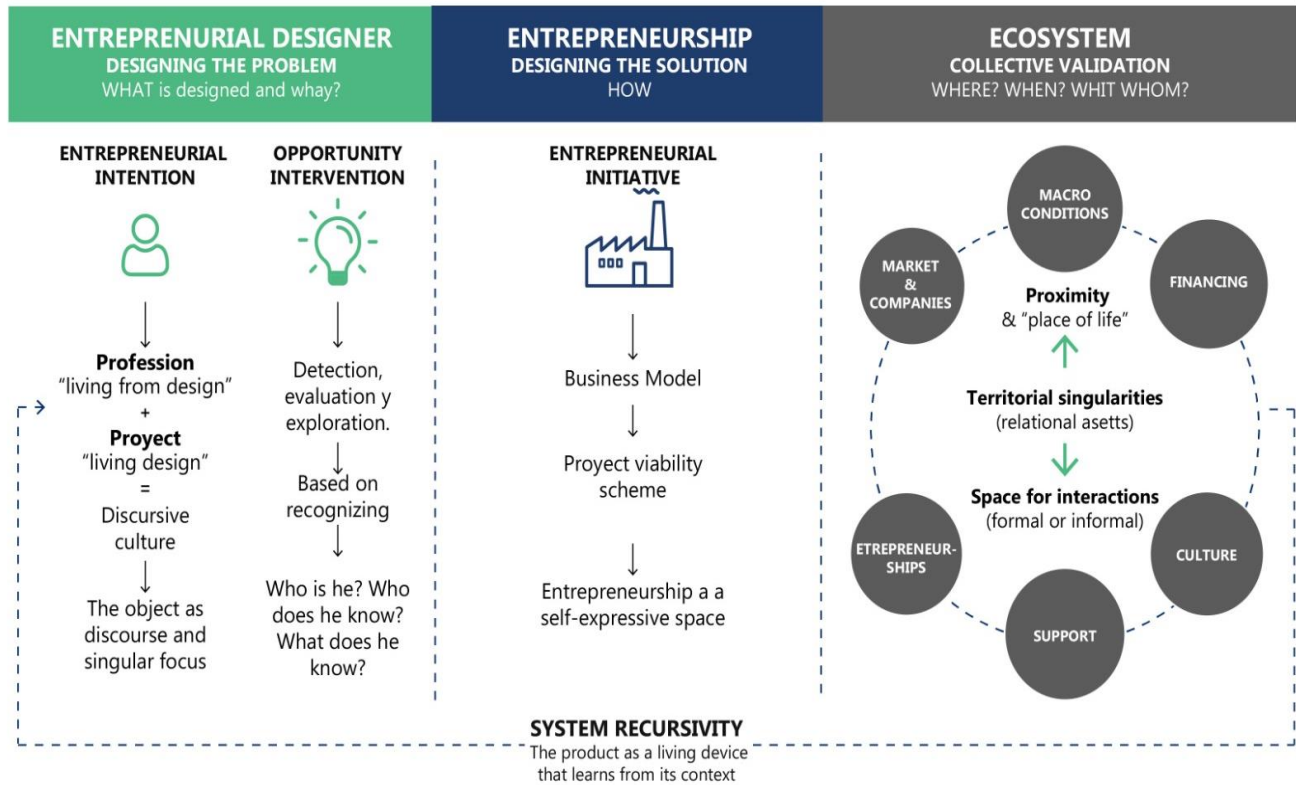 ENTREPRENURIAL DESIGNER
DESIGNING THE PROBLEM
WHAT is designed and whay?
ENTREPRENEURSHIP
DESIGNING THE SOLUTION
HOW
ECOSYSTEM
COLLECTIVE VALIDATION
WHERE? WHEN? WHIT WHOM?
ENTREPRENEURIAL
INTENTION
Profession
“living from design”
+
Proyect
“living design”
=
Discursive
culture
The object as
discourse and
singular focus
OPPORTUNITY
INTERVENTION
Detection,
evaluation y
exploration.
Based on
recognizing
Who is he? Who
does he know?
What does he
know?
ENTREPRENEURIAL
INITIATIVE
Business Model
Proyect viability
scheme
Entrepreneurship a a
self-expressive space
MACRO
CONDITIONS
MARKET
&
COMPANIES
FINANCING
Proximity
& “place of life”
Territorial singularities
(relational asetts)
Space for interactions
(formal or informal)
ETREPRENEUR-
SHIPS
CULTURE
SUPPORT
SYSTEM RECURSIVITY
The product as a living device
that learns from its context